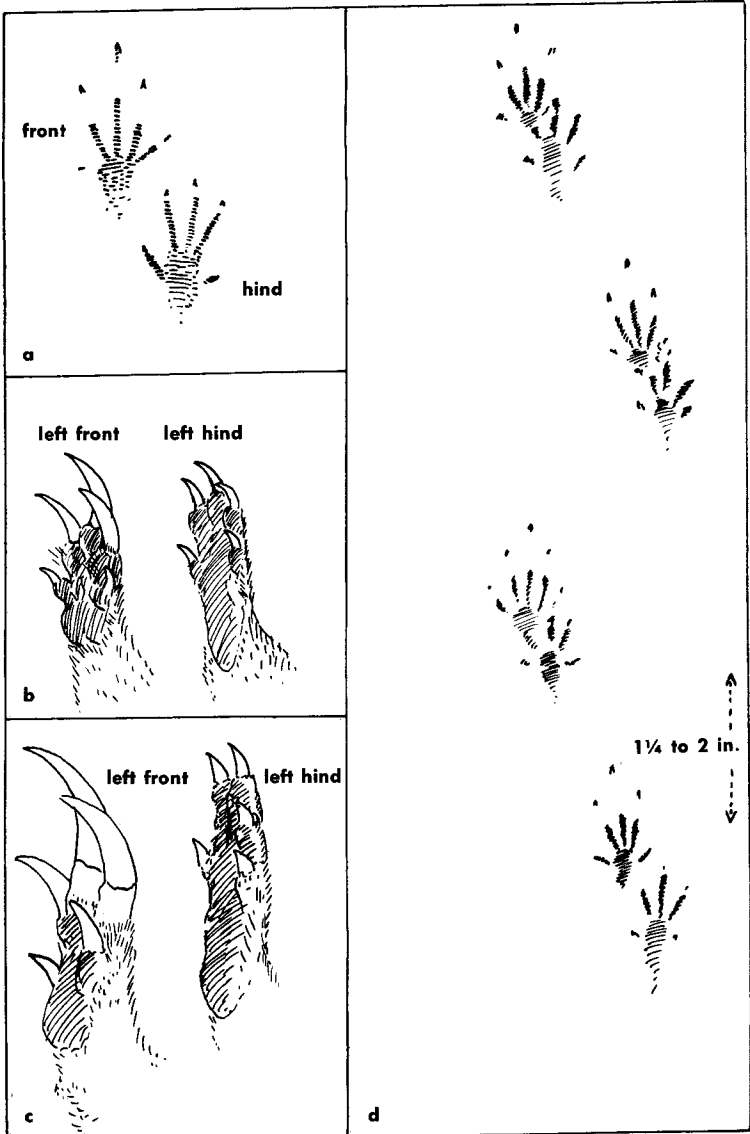 front
hind
a
left front left hind
b
left front left hind
c
1¼ to 2 in.
d